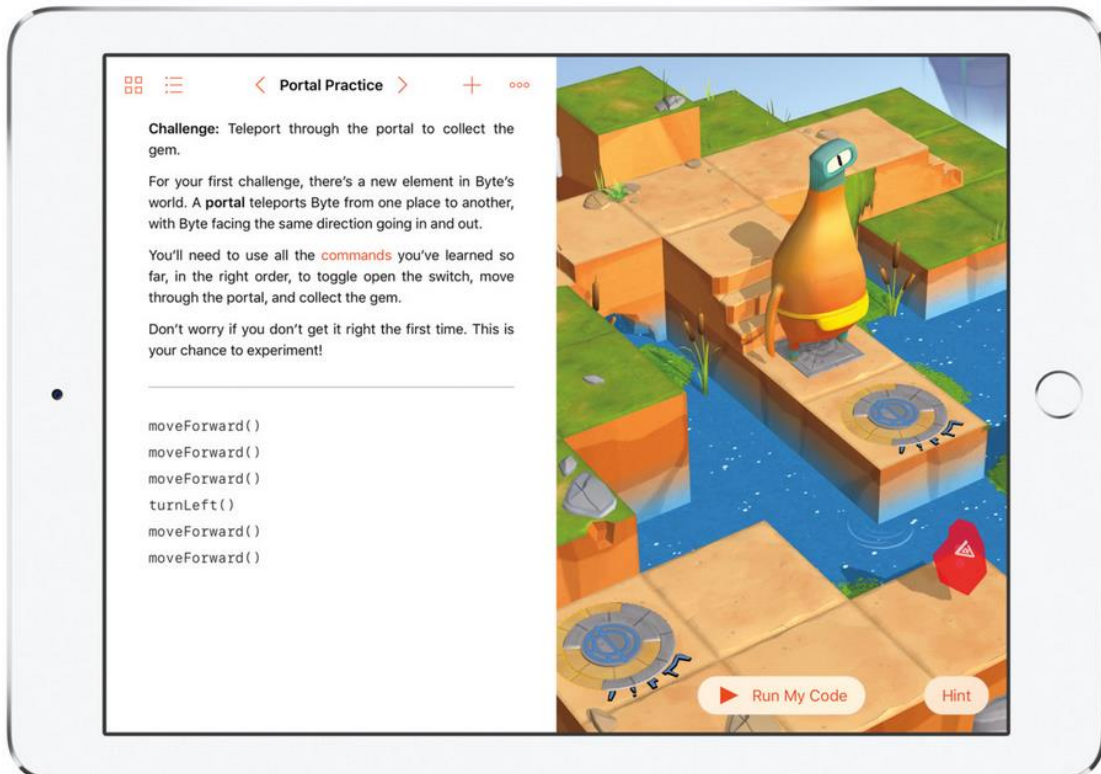 Portal Practice
Challenge: Teleport through the portal to collect the
gem.
For your first challenge, there’s a new element in Byte’s
world. A portal teleports Byte from one place to another,
with Byte facing the same direction going in and out.
You’ll need to use all the commands you’ve learned so
far, in the right order, to toggle open the switch, move
through the portal, and collect the gem.
Don’t worry if you don’t get it right the first time. This is
your chance to experiment!
moveForward()
moveForward()
moveForward()
turnLeft()
moveForward()
moveForward()
Run My Code
Hint